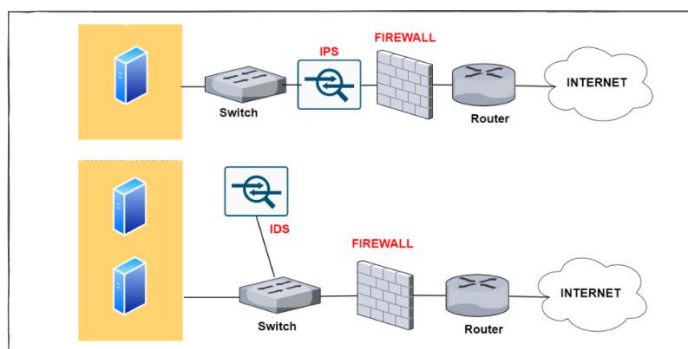 FIREWALL
IPS
INTERNET
Switch
Router
IDS
FIREWALL
INTERNET
Switch
Router